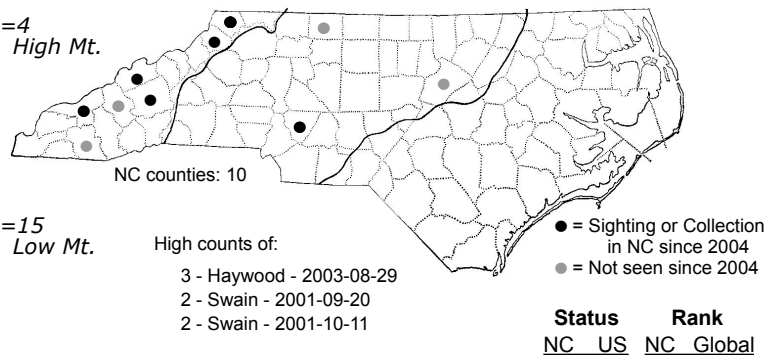 =4
High Mt.
NC counties: 10
=15
Low Mt.
High counts of:
3 - Haywood - 2003-08-29
2 - Swain - 2001-09-20
2 - Swain - 2001-10-11
= Sighting or Collection
in NC since 2004
= Not seen since 2004
Status Rank
NC US NC Global